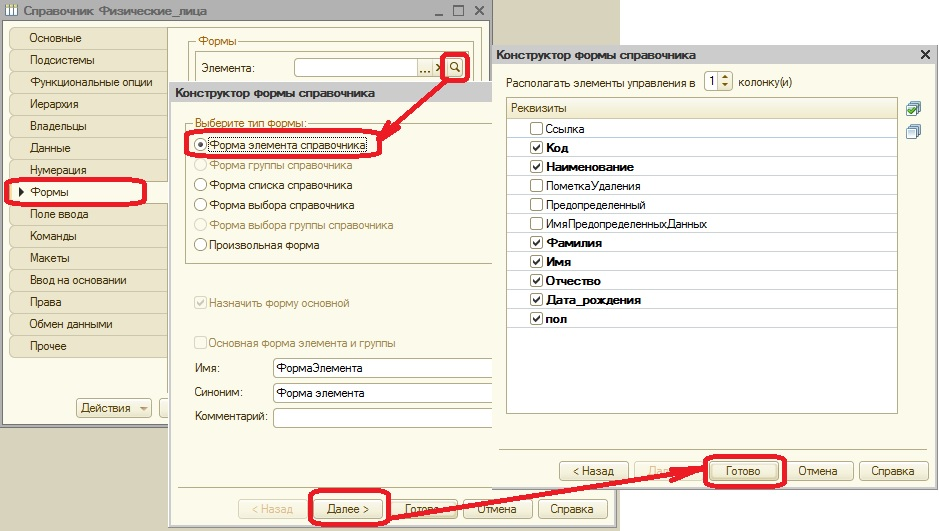 Справочник Физические_лица
Основные
Подсистемы
Функциональные опции
Иерархия
Владельцы
Данные
Нумерация
Формы
Поле ввода
Команды
Макеты
Ввод на основании
Права
Обмен данными
Прочее
Действия
Формы
Элемента:
...
Конструктор формы справочника
Выберите тип формы:
Форма элемента справочника
Форма группы справочника
Форма списка справочника
Форма выбора справочника
Форма выбора группы справочника
Произвольная форма
Назначить форму основной
Основная форма элемента и группы
Имя: ФормаЭлемента
Синоним: Форма элемента
Комментарий:
< Назад Далее > Готово Отмена Справка
Конструктор формы справочника
Располагать элементы управления в 1 колонку(и)
Реквизиты
Ссылка
Код
Наименование
ПометкаУдаления
Предопределенный
ИмяПредопределенныхДанных
Фамилия
Имя
Отчество
Дата_рождения
пол
< Назад Готово Отмена Справка